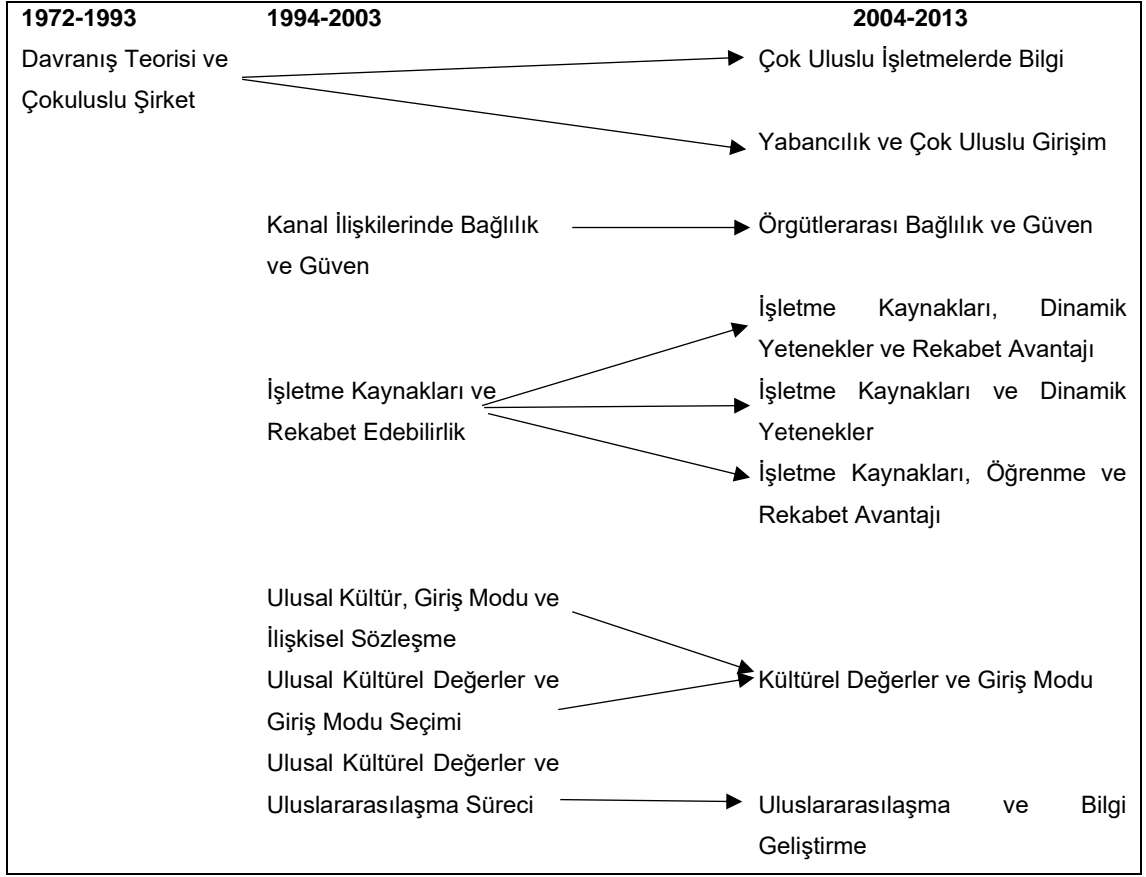 1972-1993 1994-2003 2004-2013
Davranış Teorisi ve Çok Uluslu İşletmelerde Bilgi
Çokuluslu Şirket
Yabancılık ve Çok Uluslu Girişim
Kanal İlişkilerinde Bağlılık Örgütlerarası Bağlılık ve Güven
ve Güven
İşletme Kaynakları, Dinamik
Yetenekler ve Rekabet Avantajı
İşletme Kaynakları ve İşletme Kaynakları ve Dinamik
Rekabet Edebilirlik Yetenekler
İşletme Kaynakları, Öğrenme ve
Rekabet Avantajı
Ulusal Kültür, Giriş Modu ve
İlişkisel Sözleşme
Ulusal Kültürel Değerler ve Kültürel Değerler ve Giriş Modu
Giriş Modu Seçimi
Ulusal Kültürel Değerler ve
Uluslararasılaşma Süreci Uluslararasılaşma ve Bilgi
Geliştirme